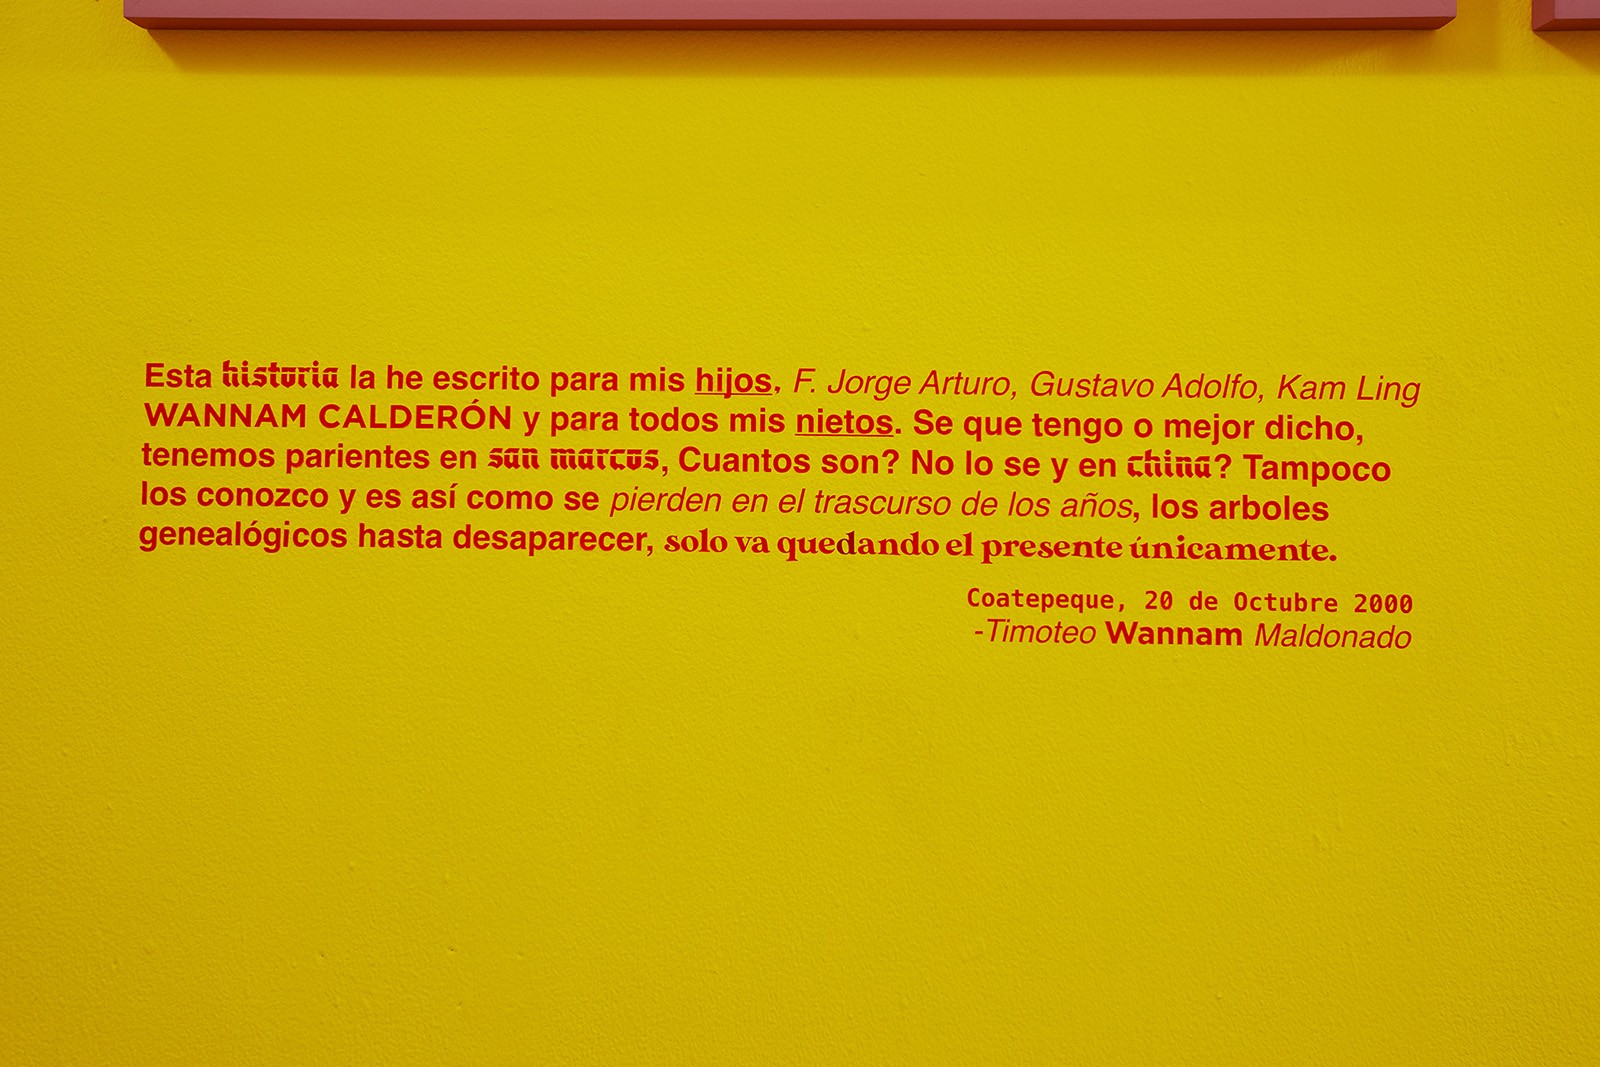 Esta historia la he escrito para mis hijos, F. Jorge Arturo, Gustavo Adolfo, Kam Ling
WANNAM CALDERÓN y para todos mis nietos. Se que tengo o mejor dicho,
tenemos parientes en san marcos, Cuantos son? No lo se y en china? Tampoco
los conozco y es así como se pierden en el trascurso de los años, los arboles
genealógicos hasta desaparecer, solo va quedando el presente únicamente.
Coatepeque, 20 de Octubre 2000
-Timoteo Wannam Maldonado